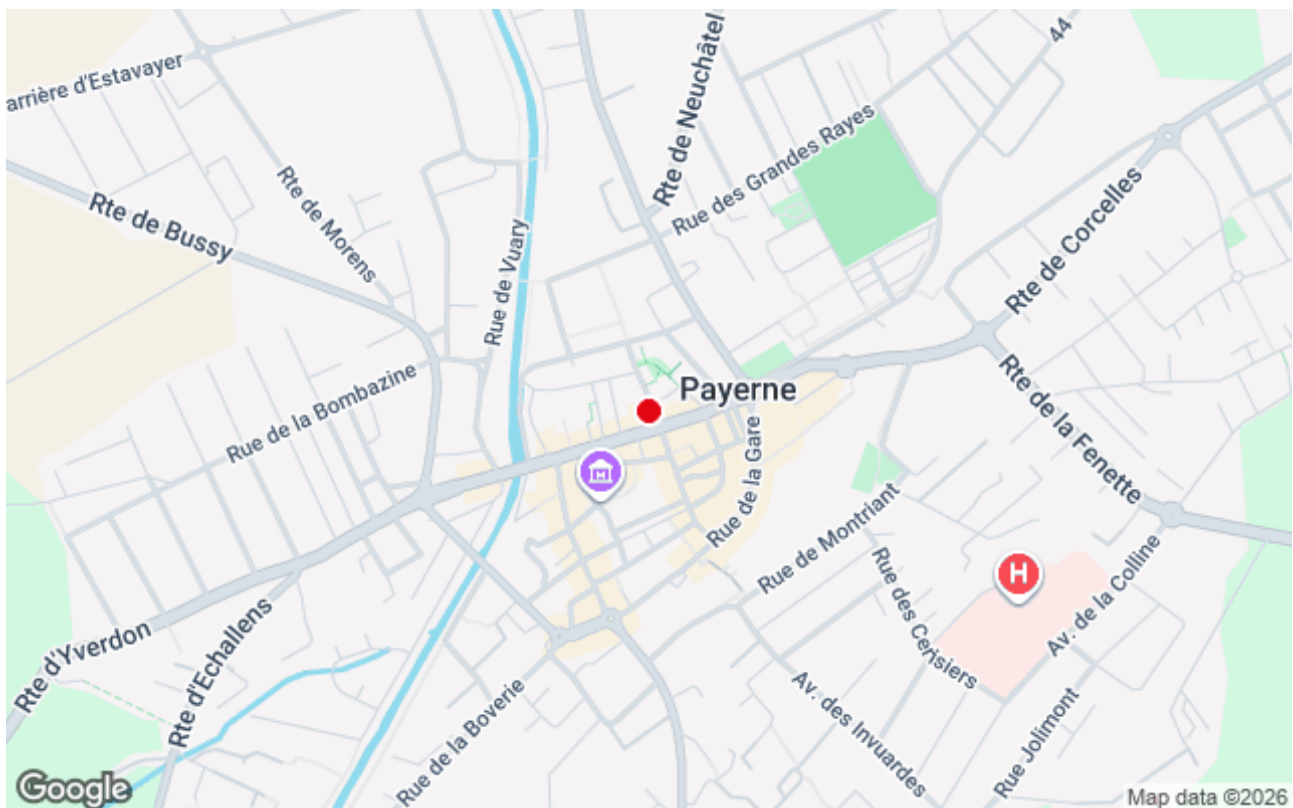 44
arrière d'Estavayer
Rte de Neuchâtel
Rue des Grandes Rayes
Rte de Morens
Rte de Bussy
Rue de Vuary
Rte de Corcelles
Rue de la Bombazine
Payerne
Rte de la Fenette
Rue de la Gare
H
Rue de Montriant
H
Rue des Cerisiers
Av. de la Colline
Rte d'Yverdon
Rte d'Echallens
Rue de la Boverie
Av. des Invuardes
Rue Jolimont
Google
Map data ©2026